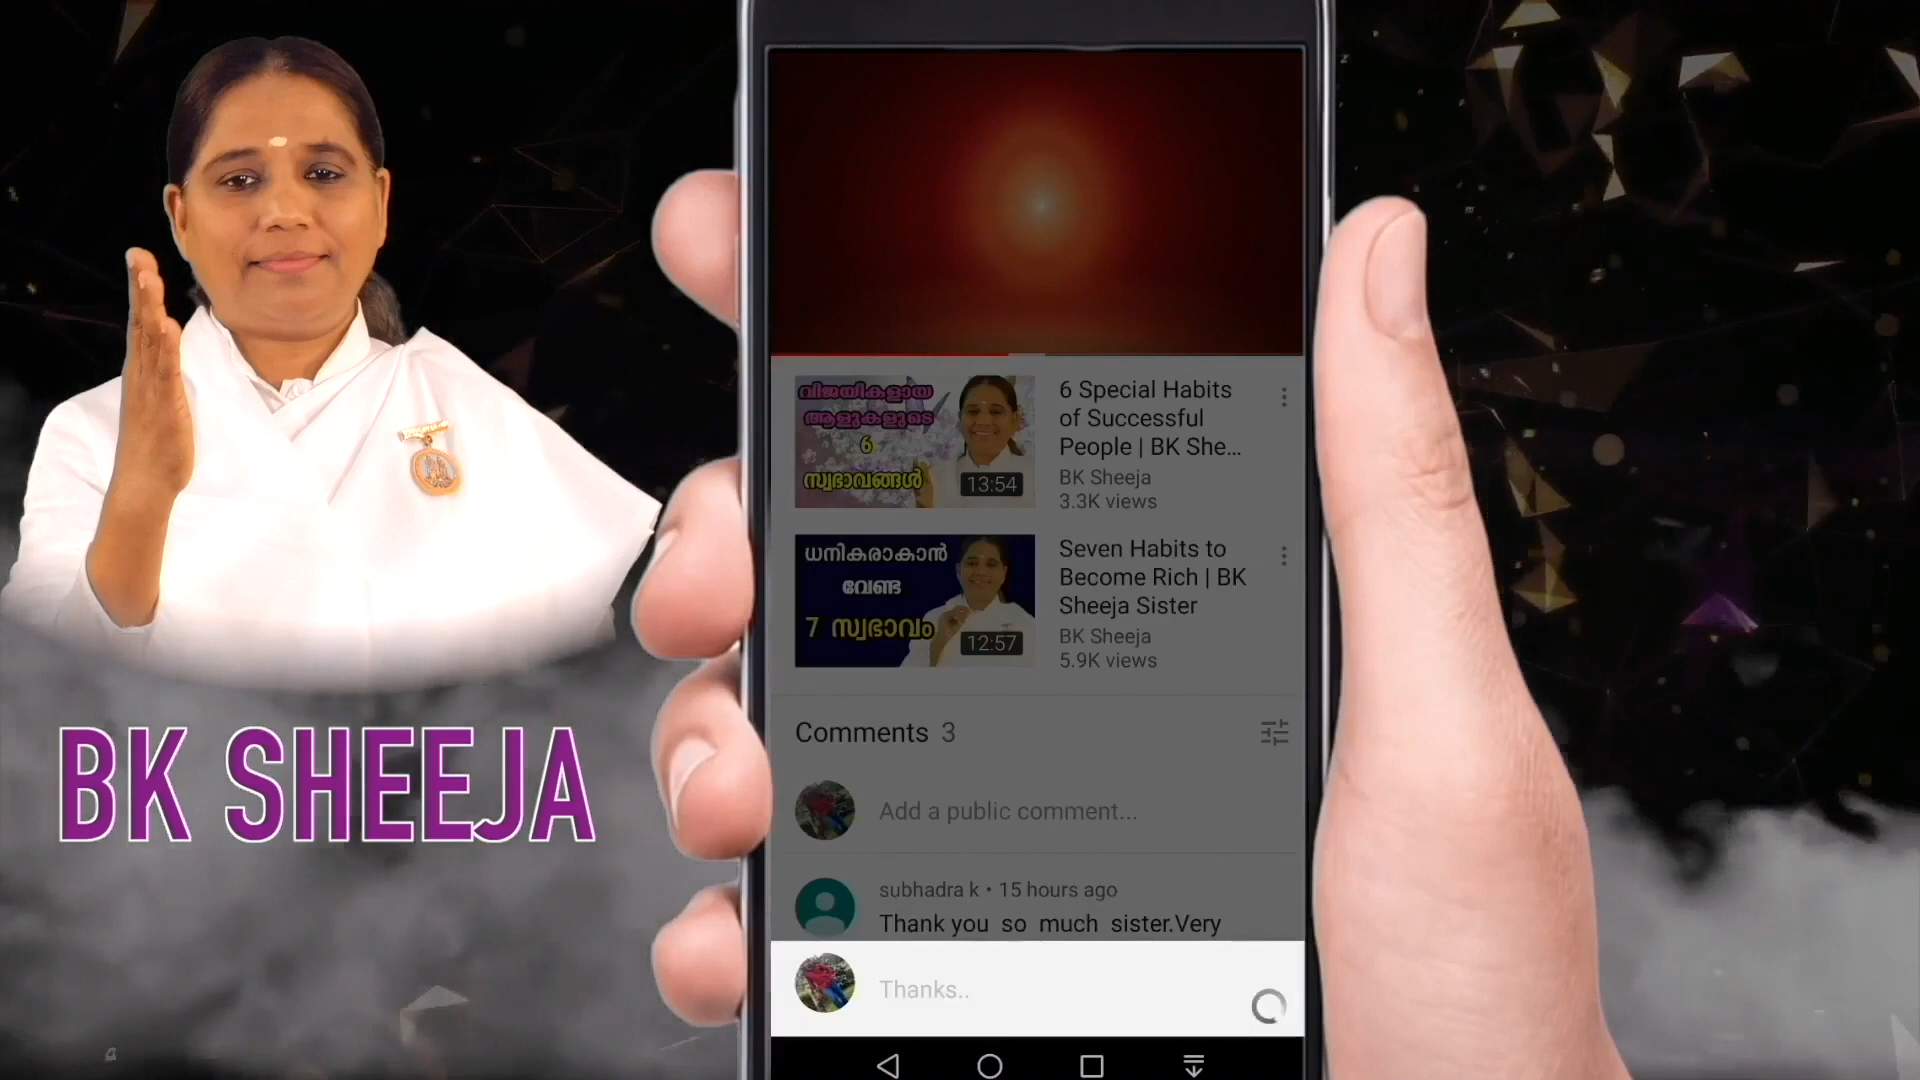 BK SHEEJA
വിജയികളായ
ആളുകളുടെ
6
സ്വഭാവങ്ങൾ
13:54
6 Special Habits
of Successful
People | BK She...
BK Sheeja
3.3K views
ധനികരാകാൻ
വേണ്ട
7 സ്വഭാവം
12:57
Seven Habits to
Become Rich | BK
Sheeja Sister
BK Sheeja
5.9K views
Comments 3
Add a public comment...
subhadra k • 15 hours ago
Thank you so much sister.Very
Thanks..